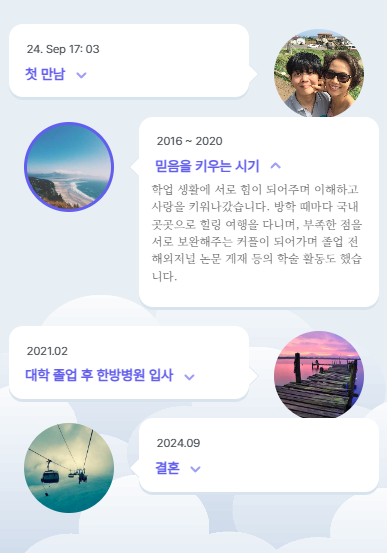 24. Sep 17: 03
첫 만남
2016 ~ 2020
믿음을 키우는 시기
학업 생활에 서로 힘이 되어주며 이해하고
사랑을 키워나갔습니다. 방학 때마다 국내
곳곳으로 힐링 여행을 다니며, 부족한 점을
서로 보완해주는 커플이 되어가며 졸업 전
해외저널 논문 게재 등의 학술 활동도 했습
니다.
2021.02
대학 졸업 후 한방병원 입사
2024.09
결혼